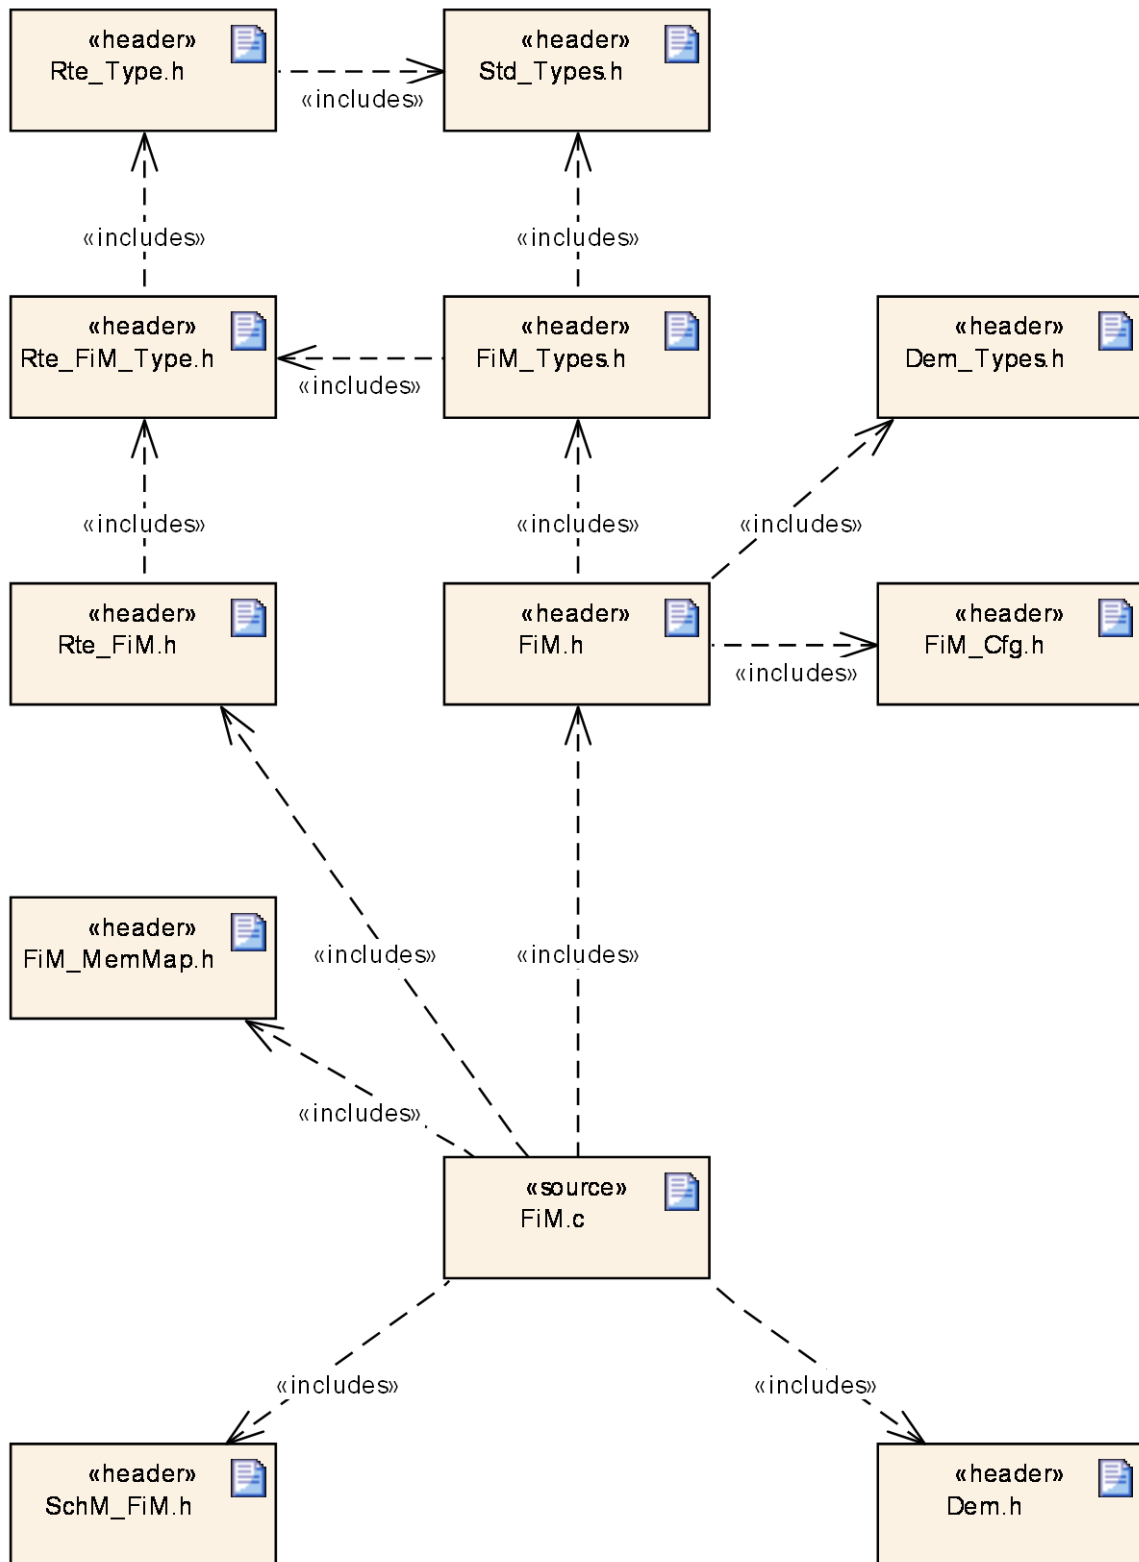 «header»
Rte_Type.h
«header»
Std_Types.h
«includes»
«includes»
«includes»
«header»
Rte_FiM_Type.h
«header»
FiM_Types.h
«header»
Dem_Types.h
«includes»
«includes»
«includes»
«includes»
«header»
Rte_FiM.h
«header»
FiM.h
«header»
FiM_Cfg.h
«includes»
«header»
FiM_MemMap.h
«includes»
«includes»
«includes»
«source»
FiM.c
«includes»
«includes»
«header»
SchM_FiM.h
«header»
Dem.h